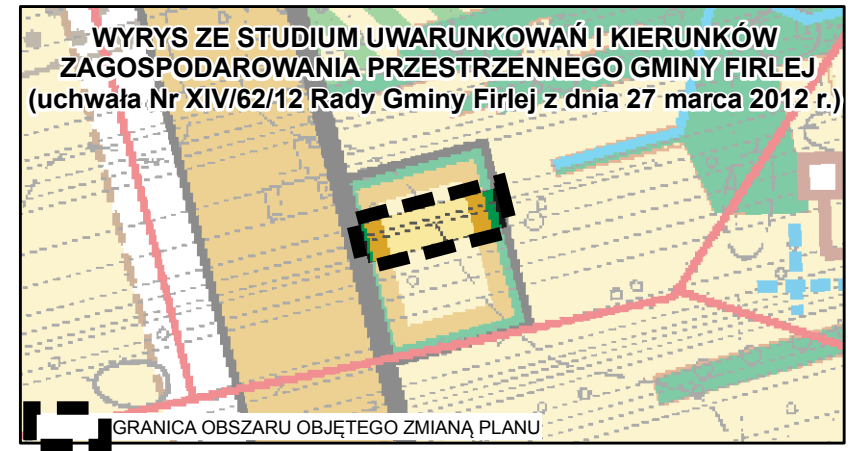 WYRYS ZE STUDIUM UWARUNKOWAŃ I KIERUNKÓW
ZAGOSPODAROWANIA PRZESTRZENNEGO GMINY FIRLEJ
(uchwała Nr XIV/62/12 Rady Gminy Firlej z dnia 27 marca 2012 r.)
GRANICA OBSZARU OBJĘTEGO ZMIANĄ PLANU